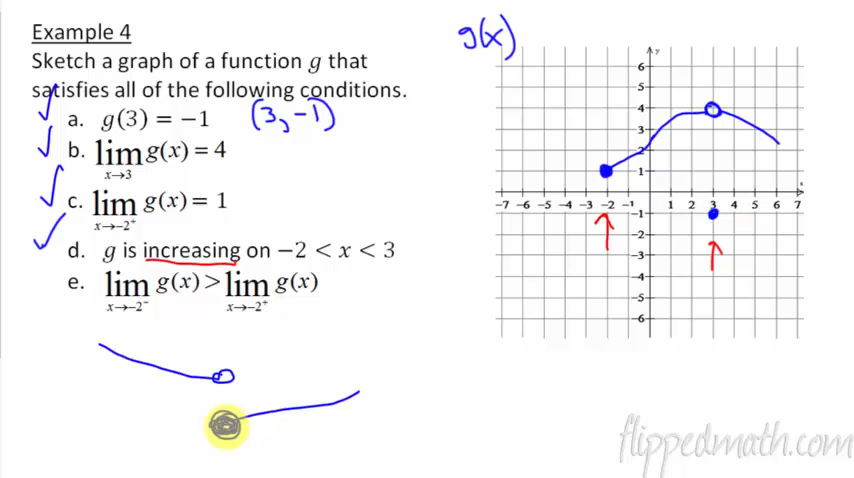 Example 4
Sketch a graph of a function g that
satisfies all of the following conditions.
a. g(3) = −1 (3, −1)
b. lim x→3 g(x) = 4
c. lim x→−2⁺ g(x) = 1
d. g is increasing on −2 < x < 3
e. lim x→−2⁻ g(x) > lim x→−2⁺ g(x)
g(x)
y
6
5
4
3
2
1
x
-7 -6 -5 -4 -3 -2 -1 1 2 3 4 5 6 7
-1
-2
-3
-4
-5
-6
flippedmath.com